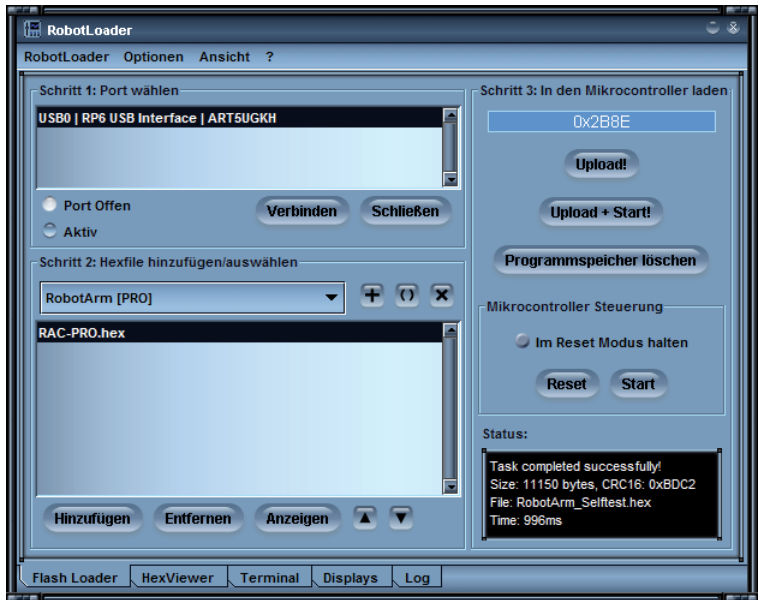 RobotLoader
RobotLoader Optionen Ansicht ?
Schritt 1: Port wählen
USB0 | RP6 USB Interface | ART5UGKH
Port Offen
Aktiv
Verbinden Schließen
Schritt 2: Hexfile hinzufügen/auswählen
RobotArm [PRO]
RAC-PRO.hex
Hinzufügen Entfernen Anzeigen
Schritt 3: In den Mikrocontroller laden
0x2B8E
Upload!
Upload + Start!
Programmspeicher löschen
Mikrocontroller Steuerung
Im Reset Modus halten
Reset Start
Status:
Task completed successfully!
Size: 11150 bytes, CRC16: 0xBDC2
File: RobotArm_Selftest.hex
Time: 996ms
Flash Loader HexViewer Terminal Displays Log